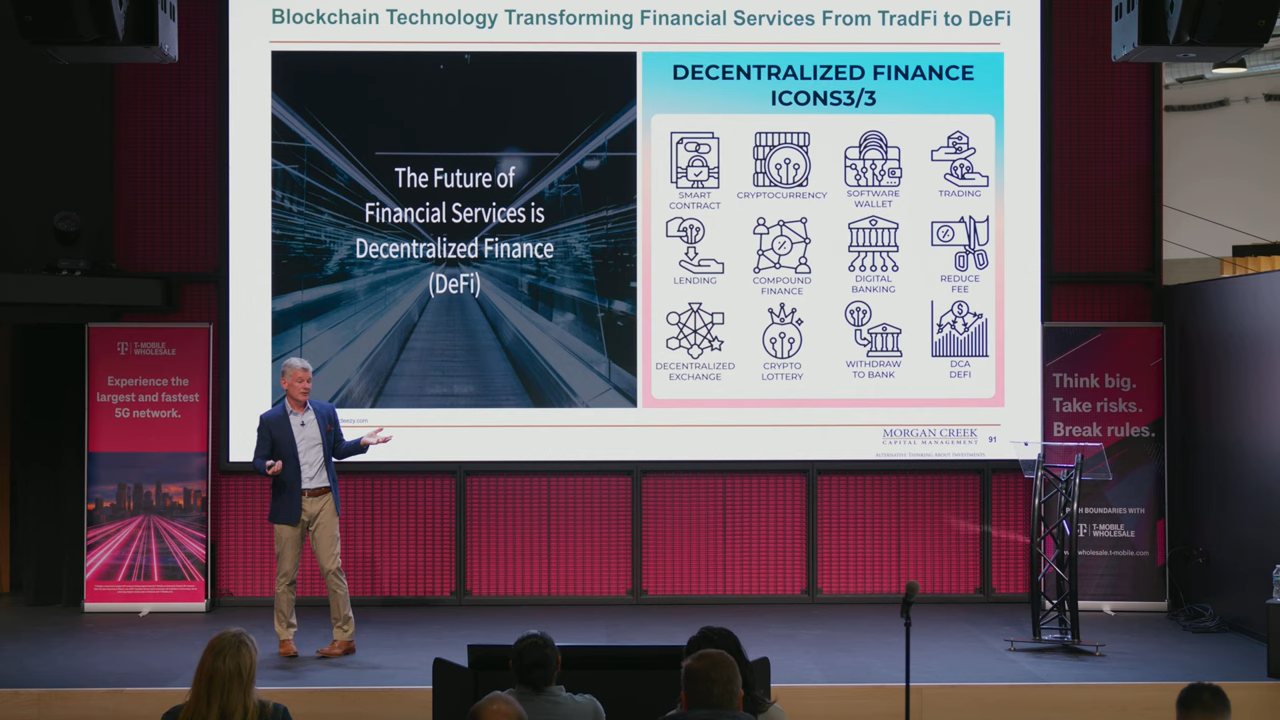 Blockchain Technology Transforming Financial Services From TradFi to DeFi
The Future of
Financial Services is
Decentralized Finance
(DeFi)
DECENTRALIZED FINANCE
ICONS3/3
SMART
CONTRACT
CRYPTOCURRENCY
SOFTWARE
WALLET
TRADING
LENDING
COMPOUND
FINANCE
DIGITAL
BANKING
REDUCE
FEE
DECENTRALIZED
EXCHANGE
CRYPTO
LOTTERY
WITHDRAW
TO BANK
DCA
DEFI
MORGAN CREEK
CAPITAL MANAGEMENT
ALTERNATIVE THINKING ABOUT INVESTMENTS
91
T-MOBILE
WHOLESALE
Experience the
largest and fastest
5G network.
Think big.
Take risks.
Break rules.
BOUNDARIES WITH
T-MOBILE
WHOLESALE
wholesale.t-mobile.com